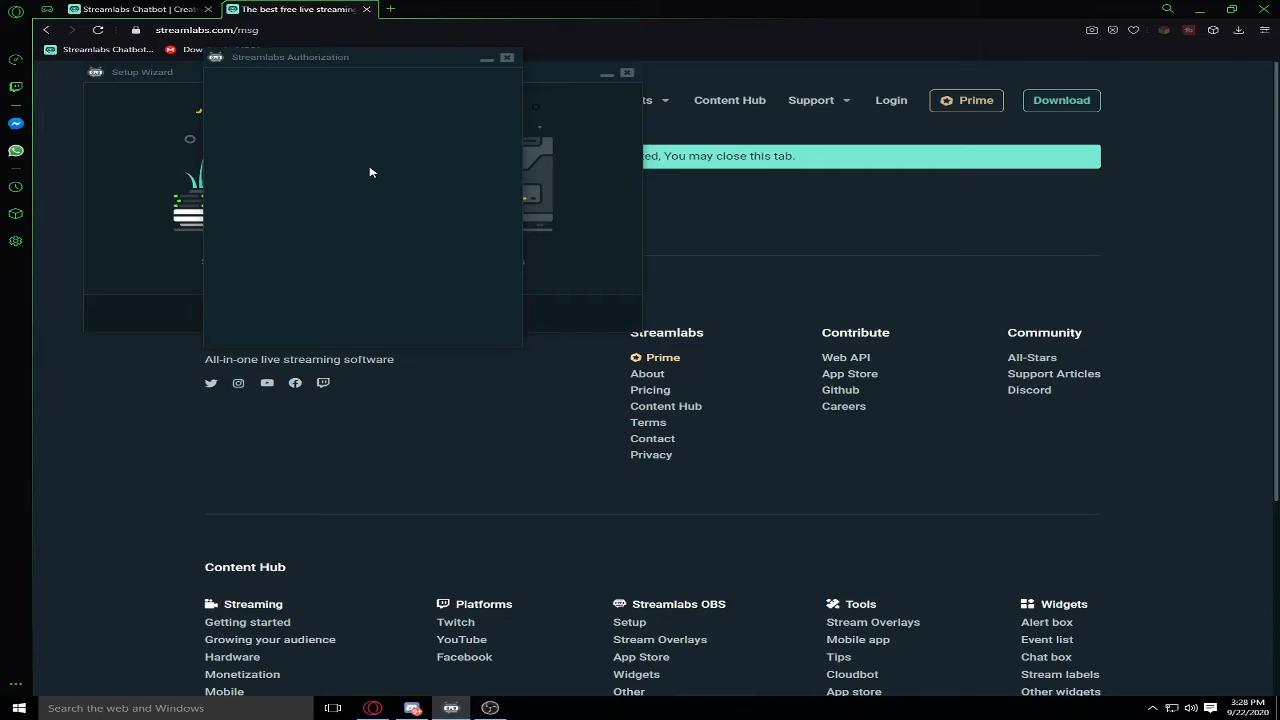 Streamlabs Chatbot | Create
The best free live streaming
streamlabs.com/msg
Streamlabs Chatbot...
Dow
Streamlabs Authorization
Setup Wizard
ts
Content Hub
Support
Login
Prime
Download
ed, You may close this tab.
All-in-one live streaming software
Streamlabs
Prime
About
Pricing
Content Hub
Terms
Contact
Privacy
Contribute
Web API
App Store
Github
Careers
Community
All-Stars
Support Articles
Discord
Content Hub
Streaming
Getting started
Growing your audience
Hardware
Monetization
Mobile
Platforms
Twitch
YouTube
Facebook
Streamlabs OBS
Setup
Stream Overlays
App Store
Widgets
Other
Tools
Stream Overlays
Mobile app
Tips
Cloudbot
App store
Widgets
Alert box
Event list
Chat box
Stream labels
Other widgets
Search the web and Windows
3:28 PM
9/22/2020